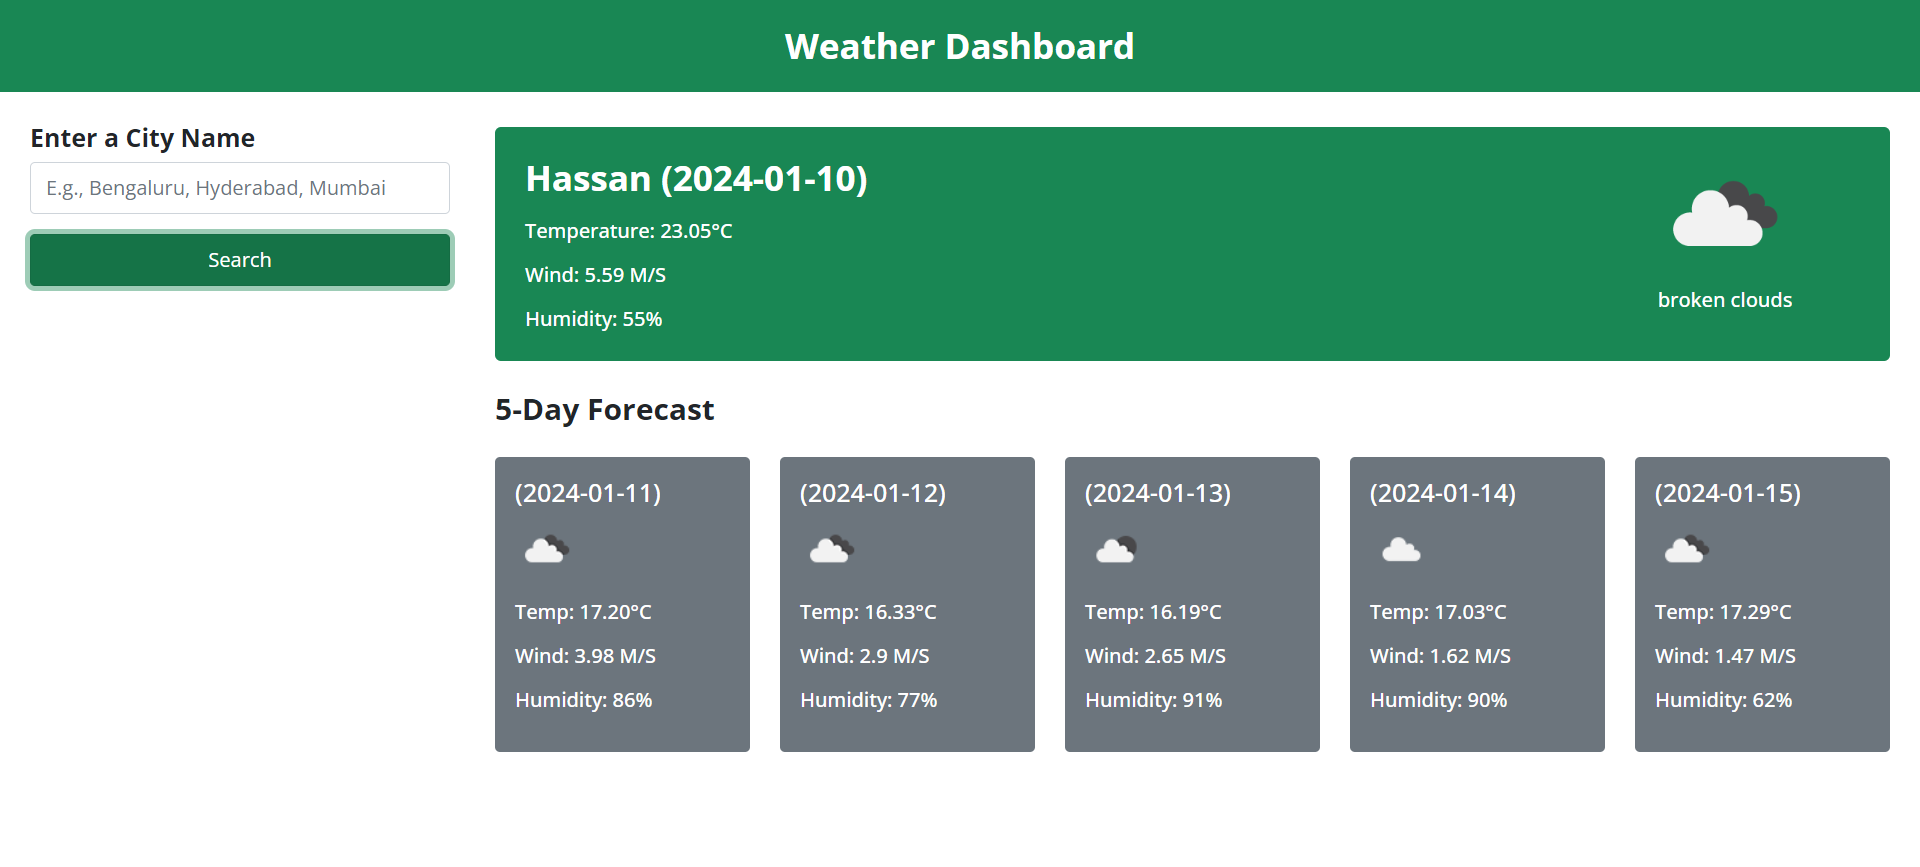 Weather Dashboard
Enter a City Name
E.g., Bengaluru, Hyderabad, Mumbai
Search
Hassan (2024-01-10)
Temperature: 23.05°C
Wind: 5.59 M/S
Humidity: 55%
broken clouds
5-Day Forecast
(2024-01-11)
Temp: 17.20°C
Wind: 3.98 M/S
Humidity: 86%
(2024-01-12)
Temp: 16.33°C
Wind: 2.9 M/S
Humidity: 77%
(2024-01-13)
Temp: 16.19°C
Wind: 2.65 M/S
Humidity: 91%
(2024-01-14)
Temp: 17.03°C
Wind: 1.62 M/S
Humidity: 90%
(2024-01-15)
Temp: 17.29°C
Wind: 1.47 M/S
Humidity: 62%